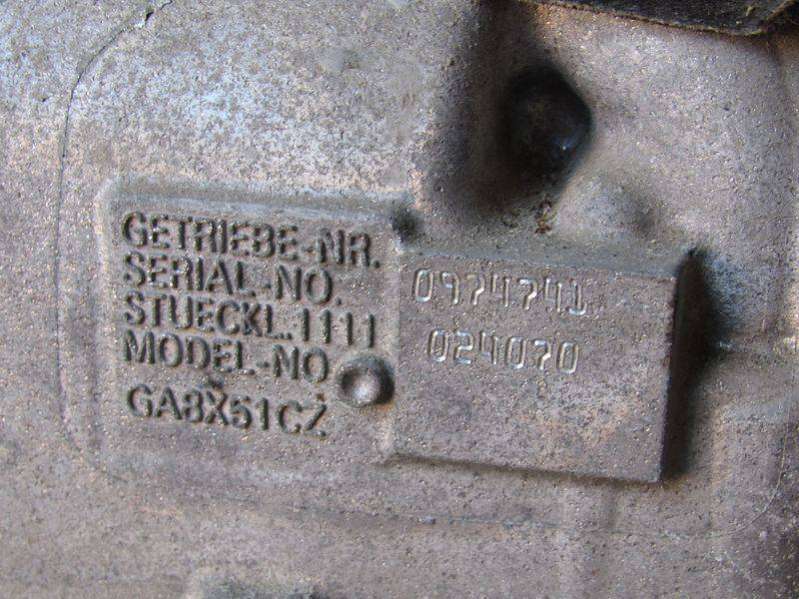 GETRIEBE-NR.
SERIAL-NO. 0974741
STUECKL.1111
MODEL-NO 024070
GA8X51CZ